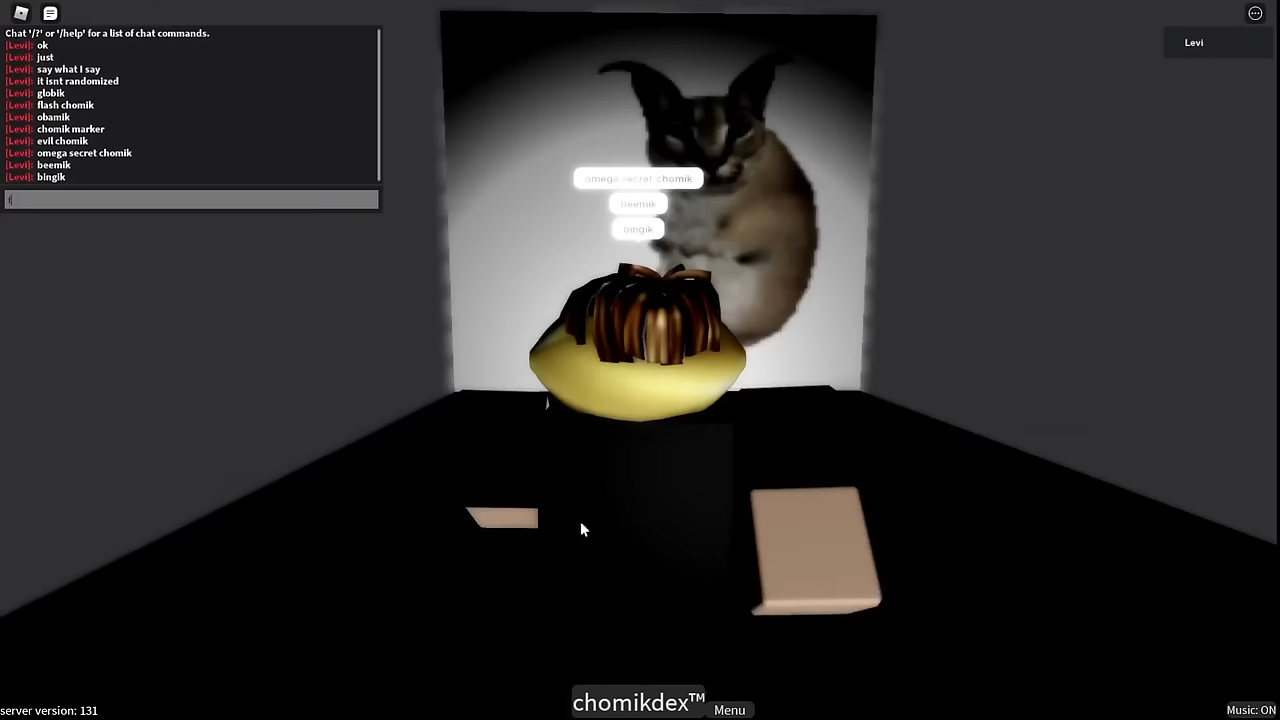 Chat '/?' or '/help' for a list of chat commands.
[Levi]: ok
[Levi]: just
[Levi]: say what I say
[Levi]: it isnt randomized
[Levi]: globik
[Levi]: flash chomik
[Levi]: obamik
[Levi]: chomik marker
[Levi]: evil chomik
[Levi]: omega secret chomik
[Levi]: beemik
[Levi]: bingik
Levi
omega secret chomik
beemik
bingik
chomikdex™
Menu
server version: 131
Music: ON